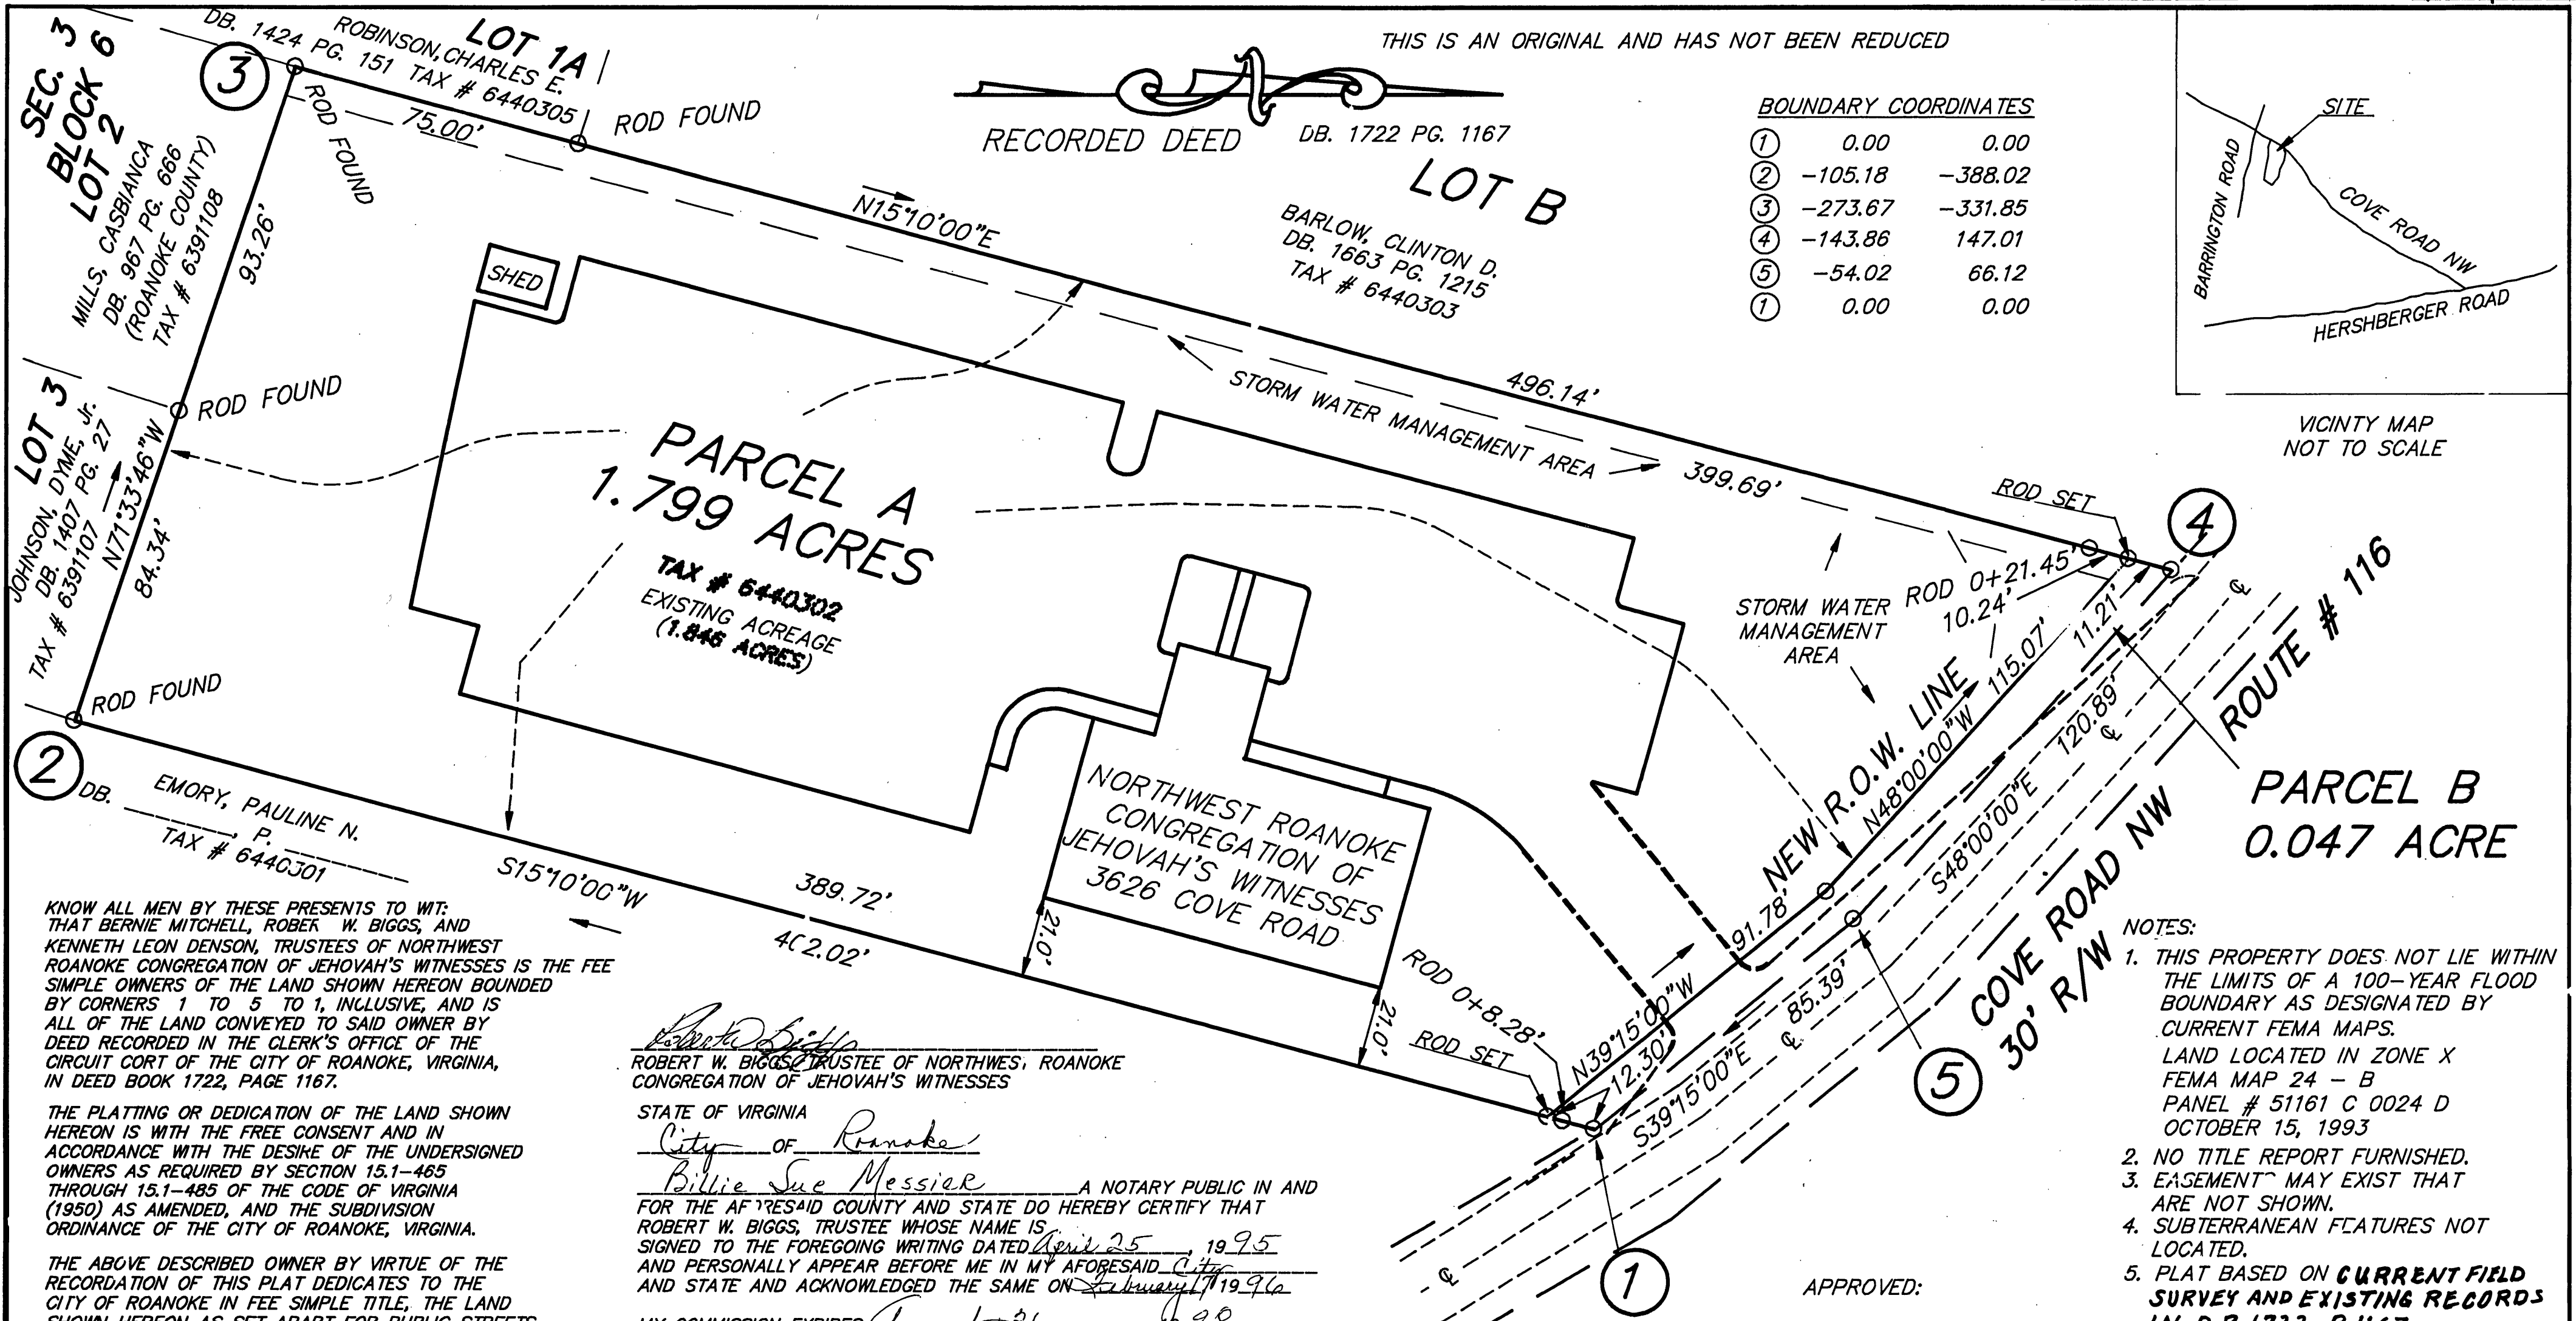 THIS IS AN ORIGINAL AND HAS NOT BEEN REDUCED
SEC. 3
BLOCK 6
LOT 2
MILLS, CASBIANCA
DB. 967 PG. 666
(ROANOKE COUNTY)
TAX # 6391108
3
LOT 1A
ROBINSON, CHARLES E.
DB. 1424 PG. 151 TAX # 6440305
ROD FOUND
ROD FOUND
75.00'
93.26'
N15°10'00"E
RECORDED DEED
DB. 1722 PG. 1167
LOT B
BARLOW, CLINTON D.
DB. 1663 PG. 1215
TAX # 6440303
BOUNDARY COORDINATES
1 0.00 0.00
2 -105.18 -388.02
3 -273.67 -331.85
4 -143.86 147.01
5 -54.02 66.12
1 0.00 0.00
SITE
BARRINGTON ROAD
COVE ROAD NW
HERSHBERGER ROAD
VICINTY MAP
NOT TO SCALE
SHED
LOT 3
JOHNSON, DYME, Jr.
DB. 1407 PG. 27
TAX # 6391107
N71°33'46"W
84.34'
ROD FOUND
ROD FOUND
2
STORM WATER MANAGEMENT AREA
496.14'
399.69'
PARCEL A
1.799 ACRES
TAX # 6440302
EXISTING ACREAGE
(1.846 ACRES)
ROD SET
4
ROD 0+21.45'
10.24'
11.21'
STORM WATER
MANAGEMENT
AREA
NEW R.O.W. LINE
N48°00'00"W
115.07'
120.89'
S48°00'00"E
ROUTE # 116
PARCEL B
0.047 ACRE
COVE ROAD NW
30' R/W
EMORY, PAULINE N.
DB. , P.
TAX # 6440301
S15°10'00"W
389.72'
402.02'
NORTHWEST ROANOKE
CONGREGATION OF
JEHOVAH'S WITNESSES
3626 COVE ROAD
21.0'
21.0'
ROD 0+8.28'
ROD SET
N39°15'00"W
91.78'
12.30'
85.39'
S39°15'00"E
5
1
KNOW ALL MEN BY THESE PRESENTS TO WIT:
THAT BERNIE MITCHELL, ROBER W. BIGGS, AND
KENNETH LEON DENSON, TRUSTEES OF NORTHWEST
ROANOKE CONGREGATION OF JEHOVAH'S WITNESSES IS THE FEE
SIMPLE OWNERS OF THE LAND SHOWN HEREON BOUNDED
BY CORNERS 1 TO 5 TO 1, INCLUSIVE, AND IS
ALL OF THE LAND CONVEYED TO SAID OWNER BY
DEED RECORDED IN THE CLERK'S OFFICE OF THE
CIRCUIT CORT OF THE CITY OF ROANOKE, VIRGINIA,
IN DEED BOOK 1722, PAGE 1167.
THE PLATTING OR DEDICATION OF THE LAND SHOWN
HEREON IS WITH THE FREE CONSENT AND IN
ACCORDANCE WITH THE DESIRE OF THE UNDERSIGNED
OWNERS AS REQUIRED BY SECTION 15.1-465
THROUGH 15.1-485 OF THE CODE OF VIRGINIA
(1950) AS AMENDED, AND THE SUBDIVISION
ORDINANCE OF THE CITY OF ROANOKE, VIRGINIA.
THE ABOVE DESCRIBED OWNER BY VIRTUE OF THE
RECORDATION OF THIS PLAT DEDICATES TO THE
CITY OF ROANOKE IN FEE SIMPLE TITLE, THE LAND
SHOWN HEREON AS SET APART FOR PUBLIC STREETS
Robert W Biggs
ROBERT W. BIGGS, TRUSTEE OF NORTHWEST ROANOKE
CONGREGATION OF JEHOVAH'S WITNESSES
STATE OF VIRGINIA
City OF Roanoke
Billie Sue Messier A NOTARY PUBLIC IN AND
FOR THE AFORESAID COUNTY AND STATE DO HEREBY CERTIFY THAT
ROBERT W. BIGGS, TRUSTEE WHOSE NAME IS
SIGNED TO THE FOREGOING WRITING DATED April 25, 1995
AND PERSONALLY APPEAR BEFORE ME IN MY AFORESAID City
AND STATE AND ACKNOWLEDGED THE SAME ON February 1996
MY COMMISSION EXPIRES
APPROVED:
NOTES:
1. THIS PROPERTY DOES NOT LIE WITHIN
THE LIMITS OF A 100-YEAR FLOOD
BOUNDARY AS DESIGNATED BY
CURRENT FEMA MAPS.
LAND LOCATED IN ZONE X
FEMA MAP 24 - B
PANEL # 51161 C 0024 D
OCTOBER 15, 1993
2. NO TITLE REPORT FURNISHED.
3. EASEMENT MAY EXIST THAT
ARE NOT SHOWN.
4. SUBTERRANEAN FEATURES NOT
LOCATED.
5. PLAT BASED ON CURRENT FIELD
SURVEY AND EXISTING RECORDS